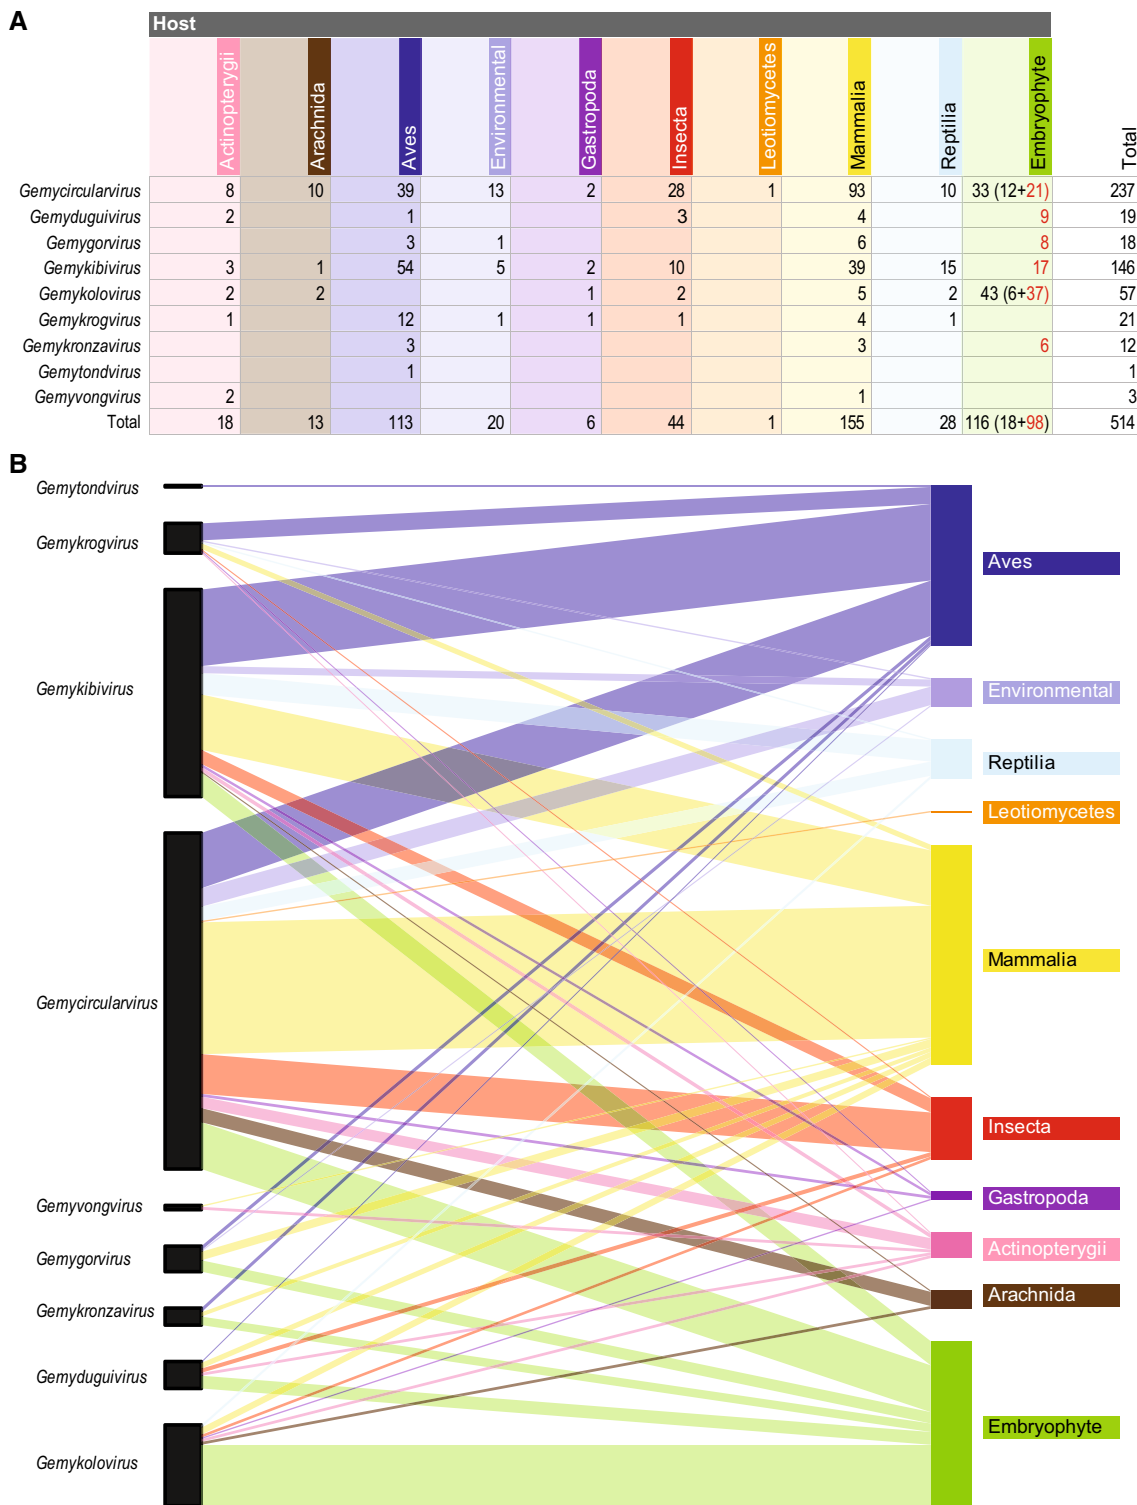 A
Host
Actinopterygii
Arachnida
Aves
Environmental
Gastropoda
Insecta
Leotiomycetes
Mammalia
Reptilia
Embryophyte
Total
Gemycircularvirus 8 10 39 13 2 28 1 93 10 33 (12+21) 237
Gemyduguivirus 2 1 3 4 9 19
Gemygorvirus 3 1 6 8 18
Gemykibivirus 3 1 54 5 2 10 39 15 17 146
Gemykolovirus 2 2 1 2 5 2 43 (6+37) 57
Gemykrogvirus 1 12 1 1 1 4 1 21
Gemykronzavirus 3 3 6 12
Gemytondvirus 1 1
Gemyvongvirus 2 1 3
Total 18 13 113 20 6 44 1 155 28 116 (18+98) 514
B
Gemytondvirus
Gemykrogvirus
Gemykibivirus
Gemycircularvirus
Gemyvongvirus
Gemygorvirus
Gemykronzavirus
Gemyduguivirus
Gemykolovirus
Aves
Environmental
Reptilia
Leotiomycetes
Mammalia
Insecta
Gastropoda
Actinopterygii
Arachnida
Embryophyte